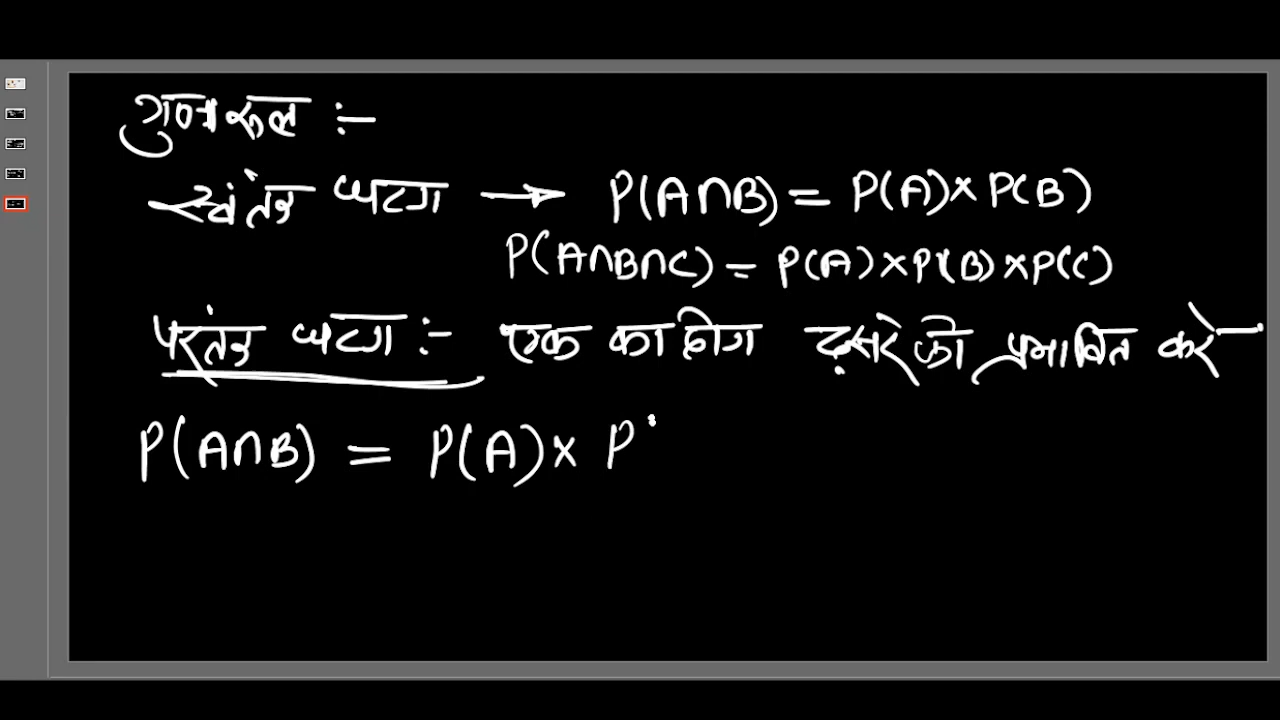 गुणनफल :-
स्वतंत्र घटना → P(A∩B) = P(A)×P(B)
P(A∩B∩C) = P(A)×P(B)×P(C)
परतंत्र घटना :- एक का होना दूसरे को प्रभावित करे
P(A∩B) = P(A)× P